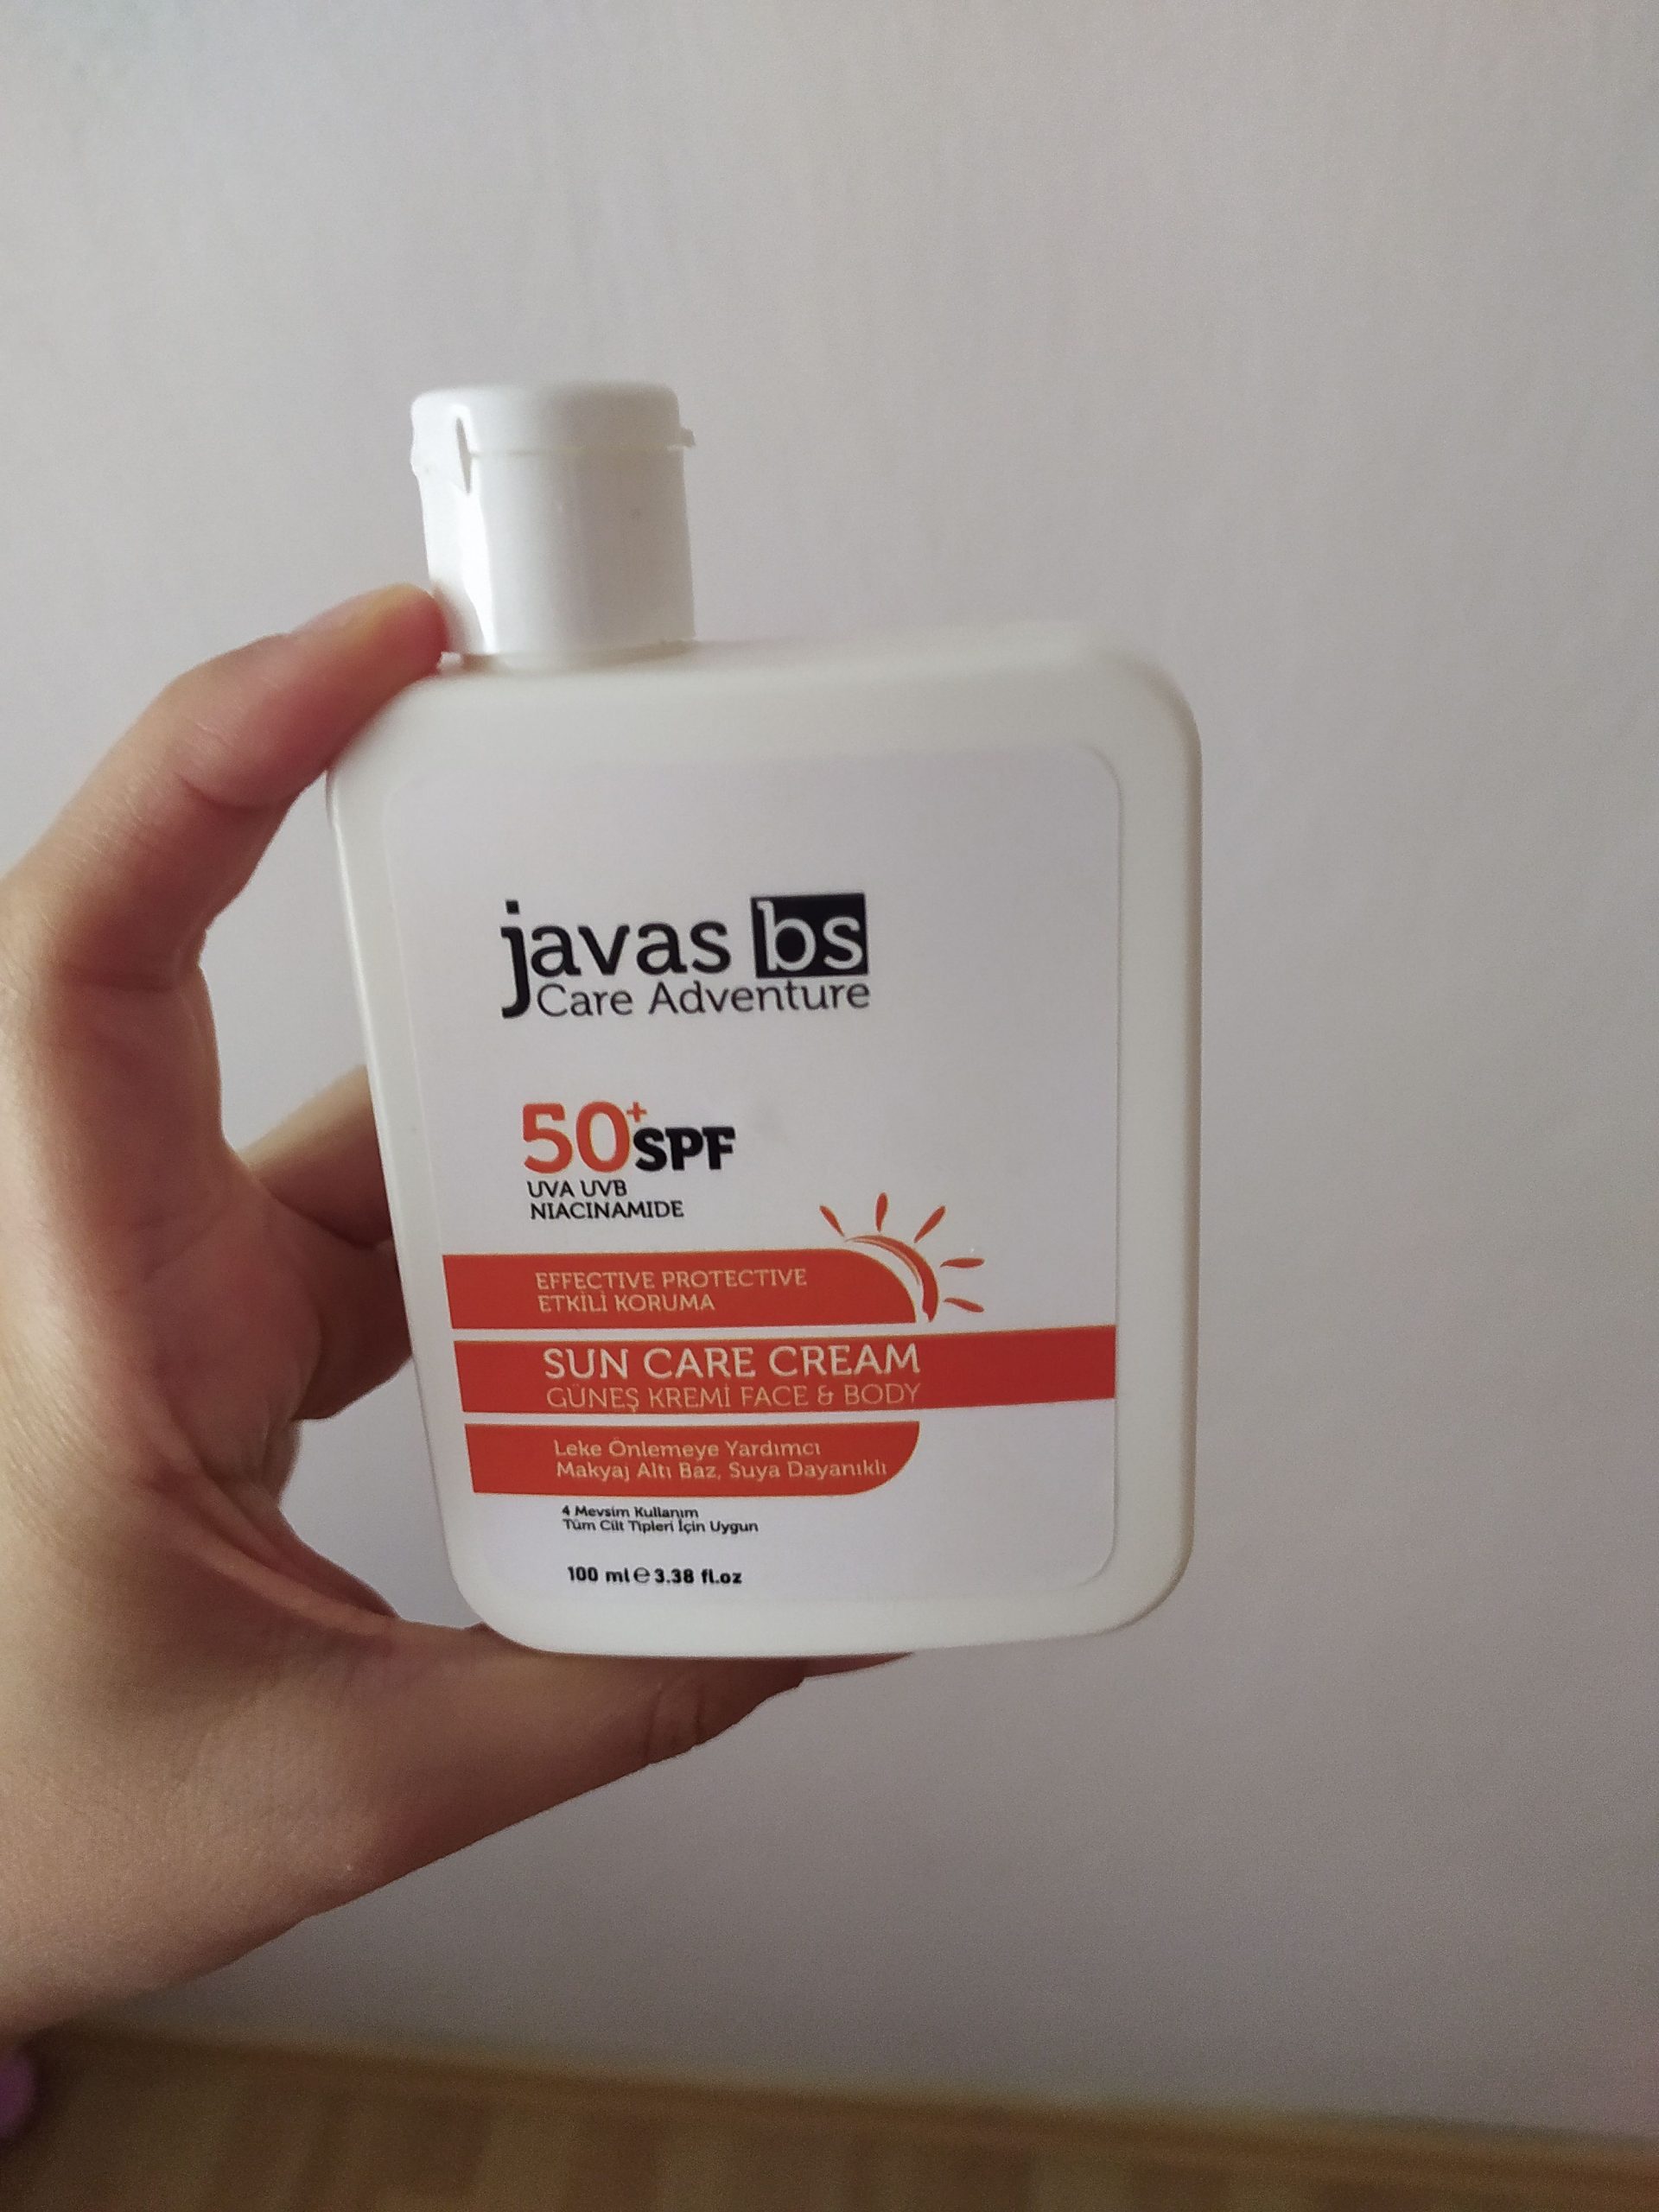 javas bs
Care Adventure
50+ SPF
UVA UVB
NIACINAMIDE
EFFECTIVE PROTECTIVE
ETKİLİ KORUMA
SUN CARE CREAM
GÜNEŞ KREMİ FACE & BODY
Leke Önlemeye Yardımcı
Makyaj Altı Baz, Suya Dayanıklı
4 Mevsim Kullanım
Tüm Cilt Tipleri İçin Uygun
100 ml ℮ 3.38 fl.oz